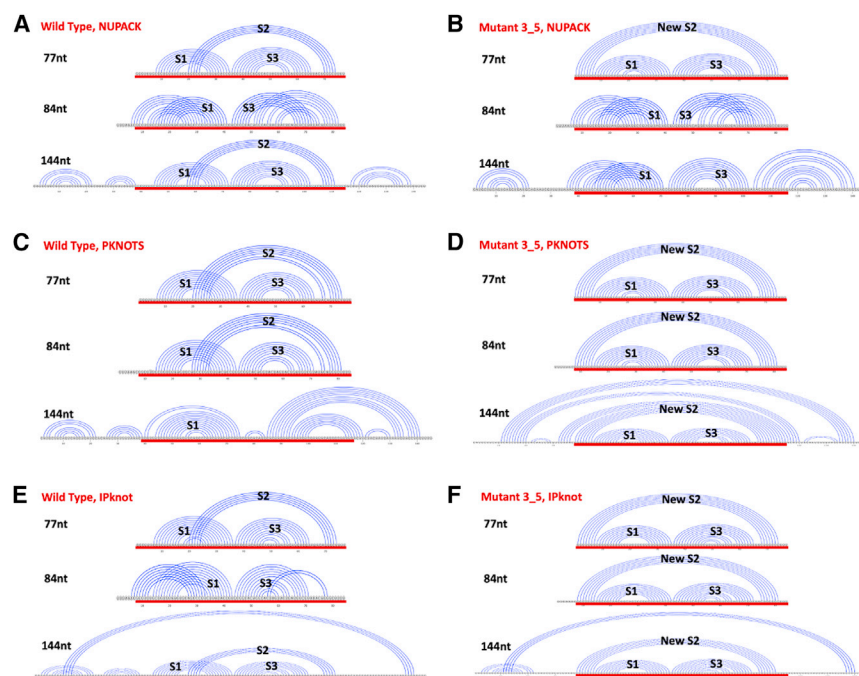 A
Wild Type, NUPACK
77nt
S1
S2
S3
84nt
S1
S3
144nt
S1
S2
S3
B
Mutant 3_5, NUPACK
77nt
New S2
S1
S3
84nt
S1
S3
144nt
S1
S3
C
Wild Type, PKNOTS
77nt
S1
S2
S3
84nt
S1
S2
S3
144nt
S1
D
Mutant 3_5, PKNOTS
77nt
New S2
S1
S3
84nt
New S2
S1
S3
144nt
New S2
S1
S3
E
Wild Type, IPknot
77nt
S1
S2
S3
84nt
S1
S3
144nt
S1
S2
S3
F
Mutant 3_5, IPknot
77nt
New S2
S1
S3
84nt
New S2
S1
S3
144nt
New S2
S1
S3